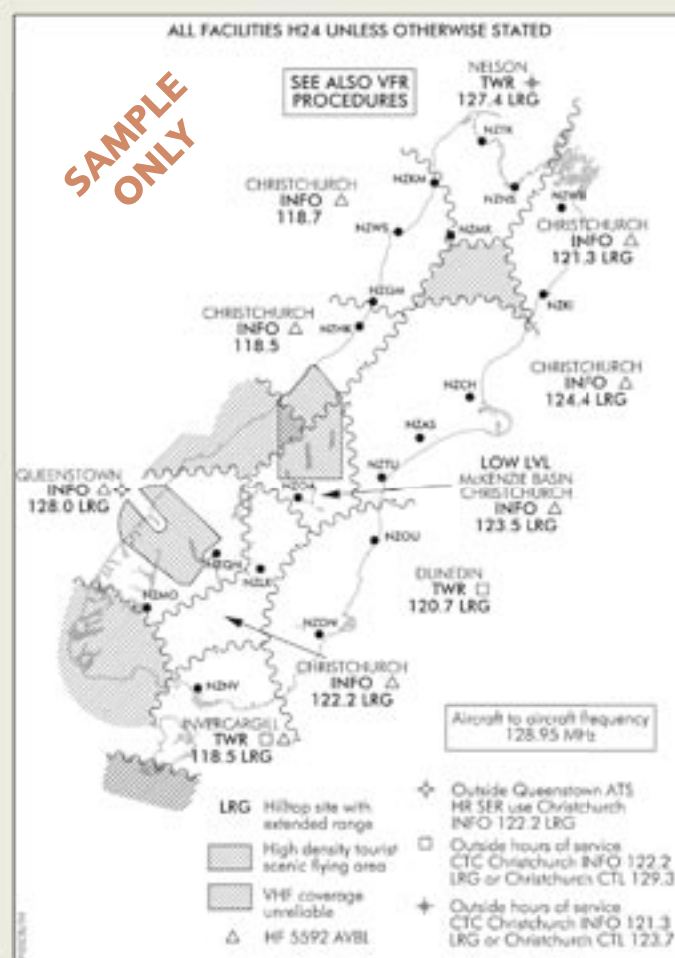 ALL FACILITIES H24 UNLESS OTHERWISE STATED
SAMPLE
ONLY
SEE ALSO VFR
PROCEDURES
NELSON
TWR
127.4 LRG
NZTK
NZKM
NZNS
NZWB
CHRISTCHURCH
INFO △
118.7
NZWS
NZMR
CHRISTCHURCH
INFO △
121.3 LRG
NZGM
NZKI
CHRISTCHURCH
INFO △
118.5
NZHK
CHRISTCHURCH
INFO △
124.4 LRG
NZCH
NZAS
QUEENSTOWN
INFO △
128.0 LRG
NZTU
LOW LVL
McKENZIE BASIN
CHRISTCHURCH
INFO △
123.5 LRG
NZOU
NZMO
DUNEDIN
TWR □
120.7 LRG
NZDN
CHRISTCHURCH
INFO △
122.2 LRG
NZNV
INVERCARGILL
TWR □ △
118.5 LRG
Aircraft to aircraft frequency
128.95 MHz
LRG Hilltop site with
extended range
High density tourist
scenic flying area
VHF coverage
unreliable
△ HF 5592 AVBL
Outside Queenstown ATS
HR SER use Christchurch
INFO 122.2 LRG
□ Outside hours of service
CTC Christchurch INFO 122.2
LRG or Christchurch CTL 129.3
Outside hours of service
CTC Christchurch INFO 121.3
LRG or Christchurch CTL 123.7